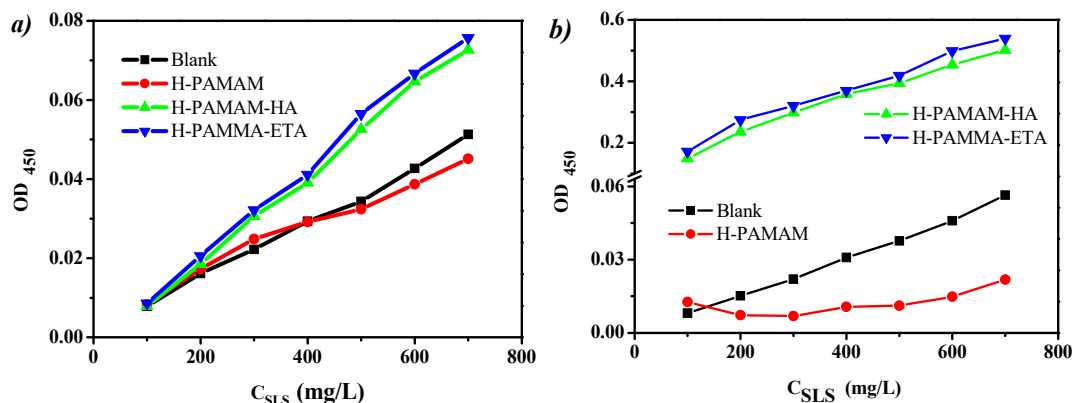 a)
0.08
0.06
0.04
0.02
0.00
OD 450
Blank
H-PAMAM
H-PAMAM-HA
H-PAMMA-ETA
0 200 400 600 800
C_SLS (mg/L)
b)
0.6
0.4
0.2
0.06
0.03
0.00
OD 450
H-PAMAM-HA
H-PAMMA-ETA
Blank
H-PAMAM
0 200 400 600 800
C_SLS (mg/L)